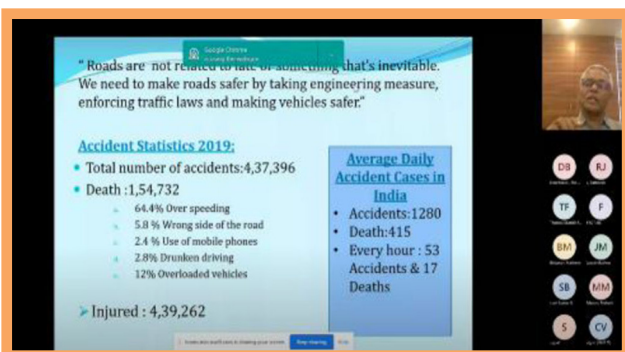 Google Chrome
" Roads are not related to fate or something that's inevitable.
We need to make roads safer by taking engineering measure,
enforcing traffic laws and making vehicles safer."
Accident Statistics 2019:
Total number of accidents:4,37,396
Death :1,54,732
64.4% Over speeding
5.8 % Wrong side of the road
2.4 % Use of mobile phones
2.8% Drunken driving
12% Overloaded vehicles
Injured : 4,39,262
Average Daily
Accident Cases in
India
Accidents:1280
Death:415
Every hour : 53
Accidents & 17
Deaths
Stop sharing
Hide
DB RJ
TF F
BM JM
SB MM
S CV